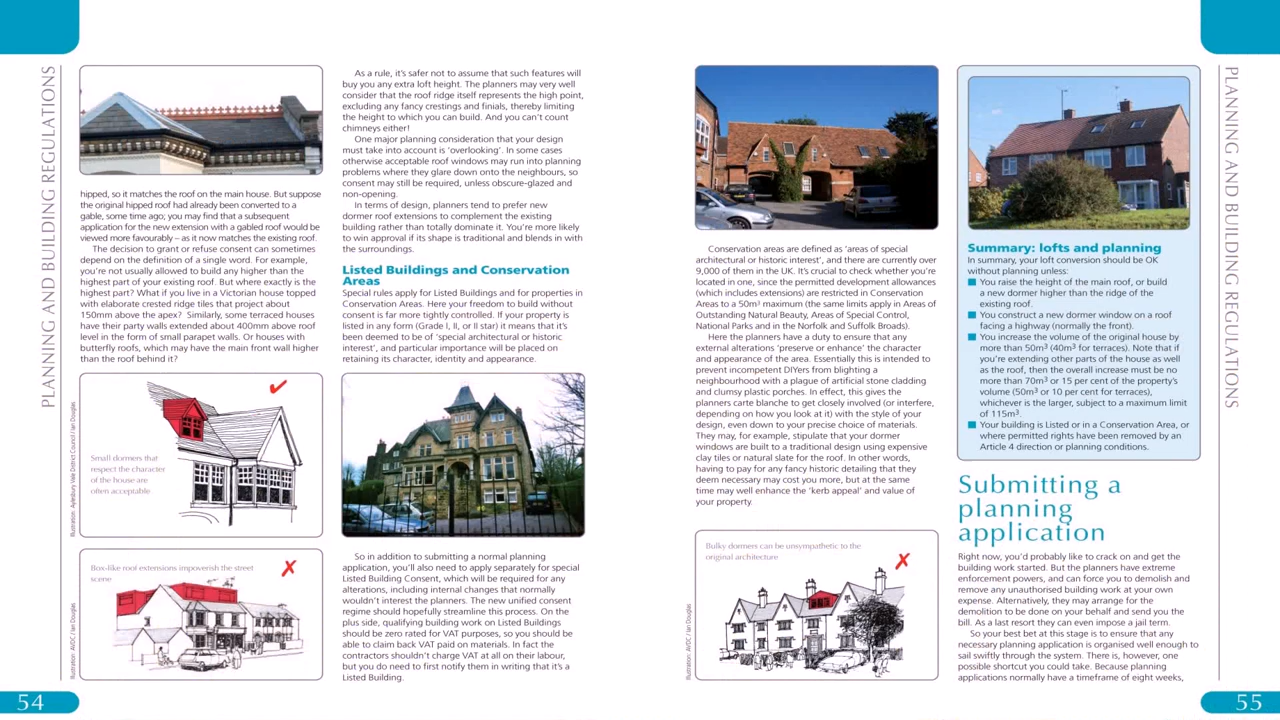 PLANNING AND BUILDING REGULATIONS
hipped, so it matches the roof on the main house. But suppose
the original hipped roof had already been converted to a
gable, some time ago; you may find that a subsequent
application for the new extension with a gabled roof would be
viewed more favourably – as it now matches the existing roof.
The decision to grant or refuse consent can sometimes
depend on the definition of a single word. For example,
you're not usually allowed to build any higher than the
highest part of your existing roof. But where exactly is the
highest part? What if you live in a Victorian house topped
with elaborate crested ridge tiles that project about
150mm above the apex? Similarly, some terraced houses
have their party walls extended about 400mm above roof
level in the form of small parapet walls. Or houses with
butterfly roofs, which may have the main front wall higher
than the roof behind it?
Illustration: Aylesbury Vale District Council / Ian Douglas
Small dormers that
respect the character
of the house are
often acceptable
Illustration: AVDC / Ian Douglas
Box-like roof extensions impoverish the street
scene
54
As a rule, it's safer not to assume that such features will
buy you any extra loft height. The planners may very well
consider that the roof ridge itself represents the high point,
excluding any fancy crestings and finials, thereby limiting
the height to which you can build. And you can't count
chimneys either!
One major planning consideration that your design
must take into account is 'overlooking'. In some cases
otherwise acceptable roof windows may run into planning
problems where they glare down onto the neighbours, so
consent may still be required, unless obscure-glazed and
non-opening.
In terms of design, planners tend to prefer new
dormer roof extensions to complement the existing
building rather than totally dominate it. You're more likely
to win approval if its shape is traditional and blends in with
the surroundings.
Listed Buildings and Conservation
Areas
Special rules apply for Listed Buildings and for properties in
Conservation Areas. Here your freedom to build without
consent is far more tightly controlled. If your property is
listed in any form (Grade I, II, or II star) it means that it's
been deemed to be of 'special architectural or historic
interest', and particular importance will be placed on
retaining its character, identity and appearance.
So in addition to submitting a normal planning
application, you'll also need to apply separately for special
Listed Building Consent, which will be required for any
alterations, including internal changes that normally
wouldn't interest the planners. The new unified consent
regime should hopefully streamline this process. On the
plus side, qualifying building work on Listed Buildings
should be zero rated for VAT purposes, so you should be
able to claim back VAT paid on materials. In fact the
contractors shouldn't charge VAT at all on their labour,
but you do need to first notify them in writing that it's a
Listed Building.
Conservation areas are defined as 'areas of special
architectural or historic interest', and there are currently over
9,000 of them in the UK. It's crucial to check whether you're
located in one, since the permitted development allowances
(which includes extensions) are restricted in Conservation
Areas to a 50m³ maximum (the same limits apply in Areas of
Outstanding Natural Beauty, Areas of Special Control,
National Parks and in the Norfolk and Suffolk Broads).
Here the planners have a duty to ensure that any
external alterations 'preserve or enhance' the character
and appearance of the area. Essentially this is intended to
prevent incompetent DIYers from blighting a
neighbourhood with a plague of artificial stone cladding
and clumsy plastic porches. In effect, this gives the
planners carte blanche to get closely involved (or interfere,
depending on how you look at it) with the style of your
design, even down to your precise choice of materials.
They may, for example, stipulate that your dormer
windows are built to a traditional design using expensive
clay tiles or natural slate for the roof. In other words,
having to pay for any fancy historic detailing that they
deem necessary may cost you more, but at the same
time may well enhance the 'kerb appeal' and value of
your property.
Illustration: AVDC / Ian Douglas
Bulky dormers can be unsympathetic to the
original architecture
Summary: lofts and planning
In summary, your loft conversion should be OK
without planning unless:
■ You raise the height of the main roof, or build
a new dormer higher than the ridge of the
existing roof.
■ You construct a new dormer window on a roof
facing a highway (normally the front).
■ You increase the volume of the original house by
more than 50m³ (40m³ for terraces). Note that if
you're extending other parts of the house as well
as the roof, then the overall increase must be no
more than 70m³ or 15 per cent of the property's
volume (50m³ or 10 per cent for terraces),
whichever is the larger, subject to a maximum limit
of 115m³.
■ Your building is Listed or in a Conservation Area, or
where permitted rights have been removed by an
Article 4 direction or planning conditions.
Submitting a
planning
application
Right now, you'd probably like to crack on and get the
building work started. But the planners have extreme
enforcement powers, and can force you to demolish and
remove any unauthorised building work at your own
expense. Alternatively, they may arrange for the
demolition to be done on your behalf and send you the
bill. As a last resort they can even impose a jail term.
So your best bet at this stage is to ensure that any
necessary planning application is organised well enough to
sail swiftly through the system. There is, however, one
possible shortcut you could take. Because planning
applications normally have a timeframe of eight weeks,
PLANNING AND BUILDING REGULATIONS
55